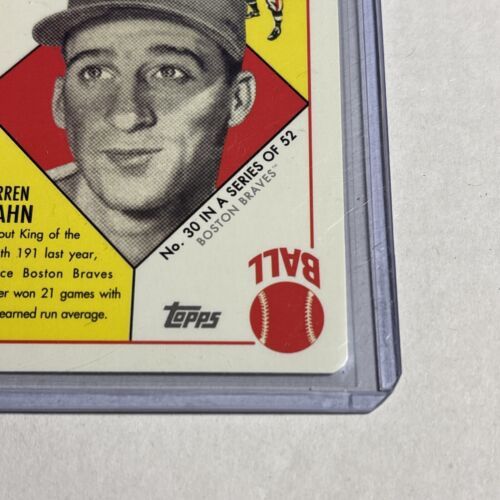 RREN
AHN
out King of the
th 191 last year,
ce Boston Braves
er won 21 games with
earned run average.
No. 30 IN A SERIES OF 52
BOSTON BRAVES™
BALL
TOPPS